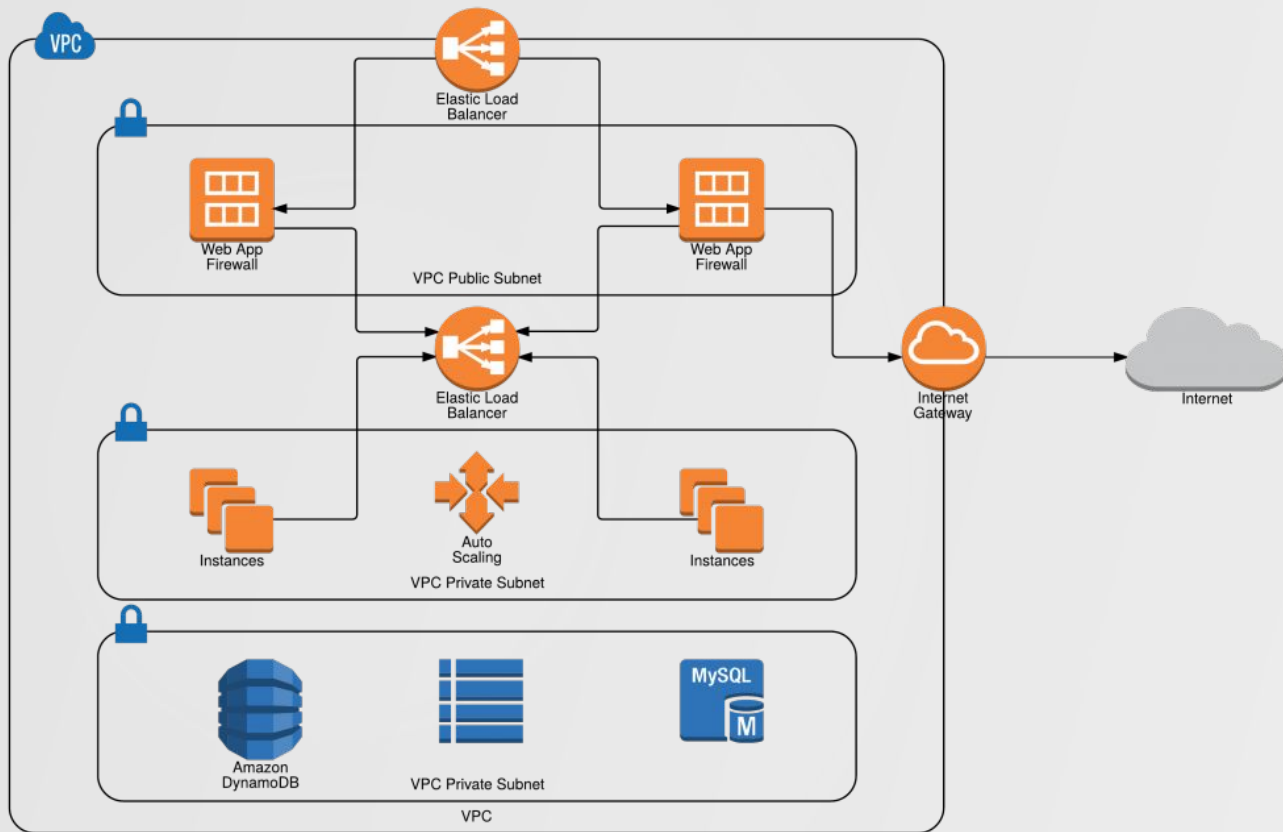 VPC
Elastic Load
Balancer
Web App
Firewall
Web App
Firewall
VPC Public Subnet
Elastic Load
Balancer
Internet
Gateway
Internet
Instances
Auto
Scaling
Instances
VPC Private Subnet
MySQL
M
Amazon
DynamoDB
VPC Private Subnet
VPC